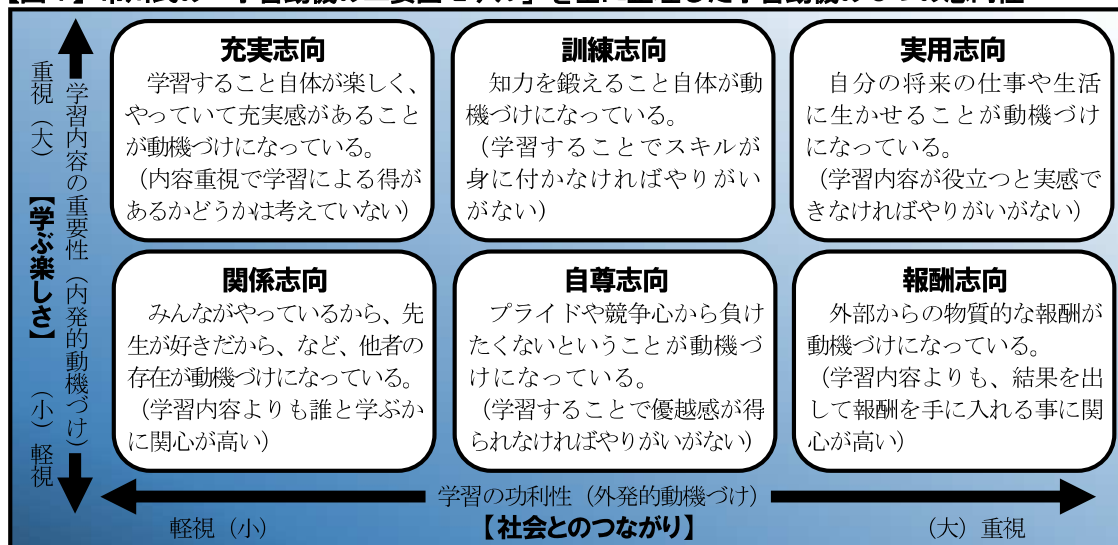 充実志向
学習すること自体が楽しく、
やっていて充実感があること
が動機づけになっている。
(内容重視で学習による得が
あるかどうかは考えていない)
訓練志向
知力を鍛えること自体が動
機づけになっている。
(学習することでスキルが
身に付かなければやりがい
がない)
実用志向
自分の将来の仕事や生活
に生かせることが動機づけ
になっている。
(学習内容が役立つと実感で
きなければやりがいがない)
関係志向
みんながやっているから、先
生が好きだから、など、他者の
存在が動機づけになっている。
(学習内容よりも誰と学ぶか
に関心が高い)
自尊志向
プライドや競争心から負け
たくないということが動機づ
けになっている。
(学習することで優越感が得
られなければやりがいがない)
報酬志向
外部からの物質的な報酬が
動機づけになっている。
(学習内容よりも、結果を出
して報酬を手に入れる事に関
心が高い)
学習内容の重要性(内発的動機づけ)
重視(大)
【学ぶ楽しさ】
(小)軽視
学習の功利性(外発的動機づけ)
軽視(小)
【社会とのつながり】
(大)重視